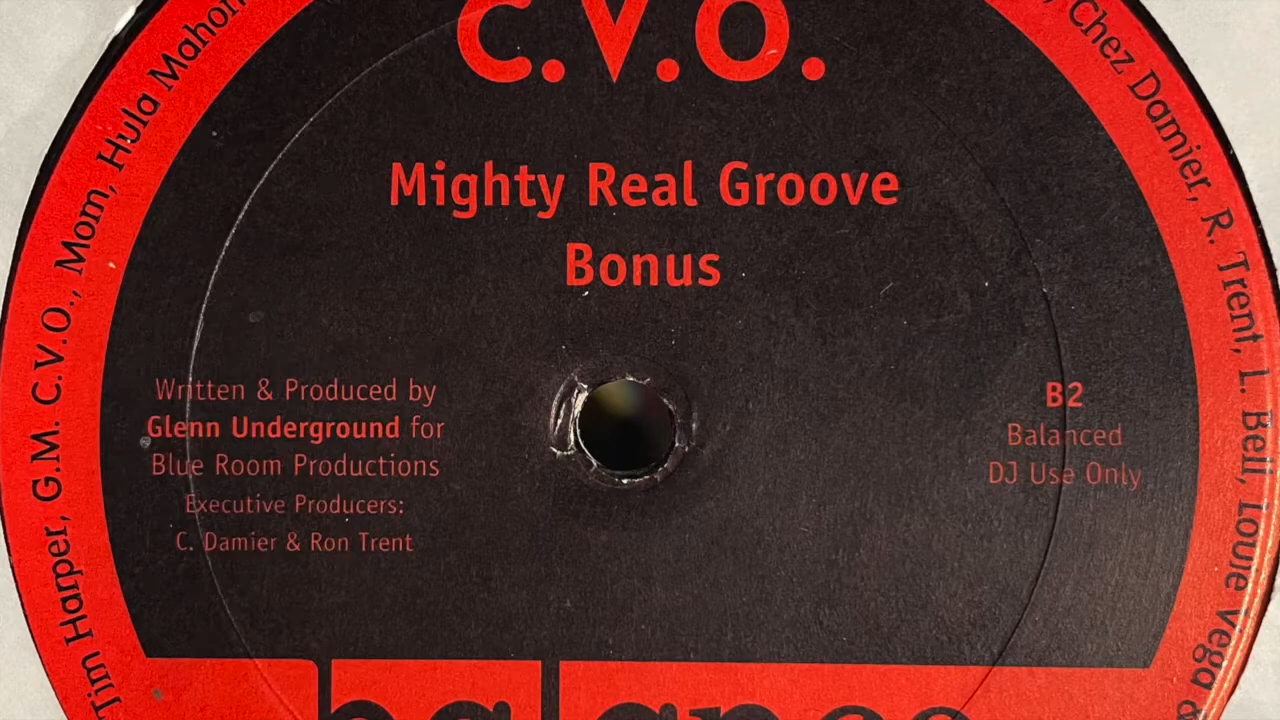 C.V.O.
Mighty Real Groove
Bonus
Written & Produced by
Glenn Underground for
Blue Room Productions
Executive Producers:
C. Damier & Ron Trent
B2
Balanced
DJ Use Only
Tim Harper, G.M. C.V.O., Mom, Hula
Chez Damier, R. Trent, L. Bell, Louie Vega
balance